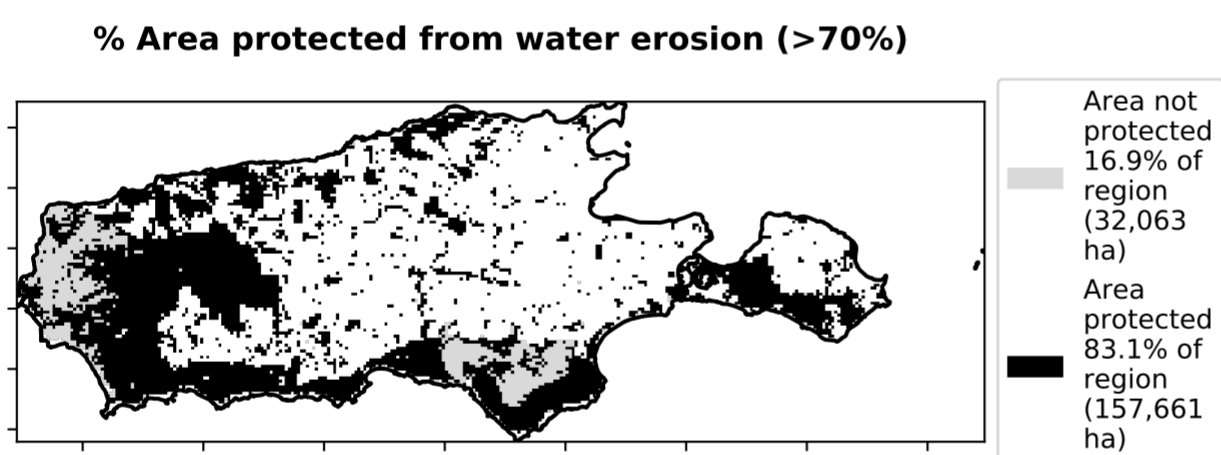 % Area protected from water erosion (>70%)
Area not
protected
16.9% of
region
(32,063
ha)
Area
protected
83.1% of
region
(157,661
ha)